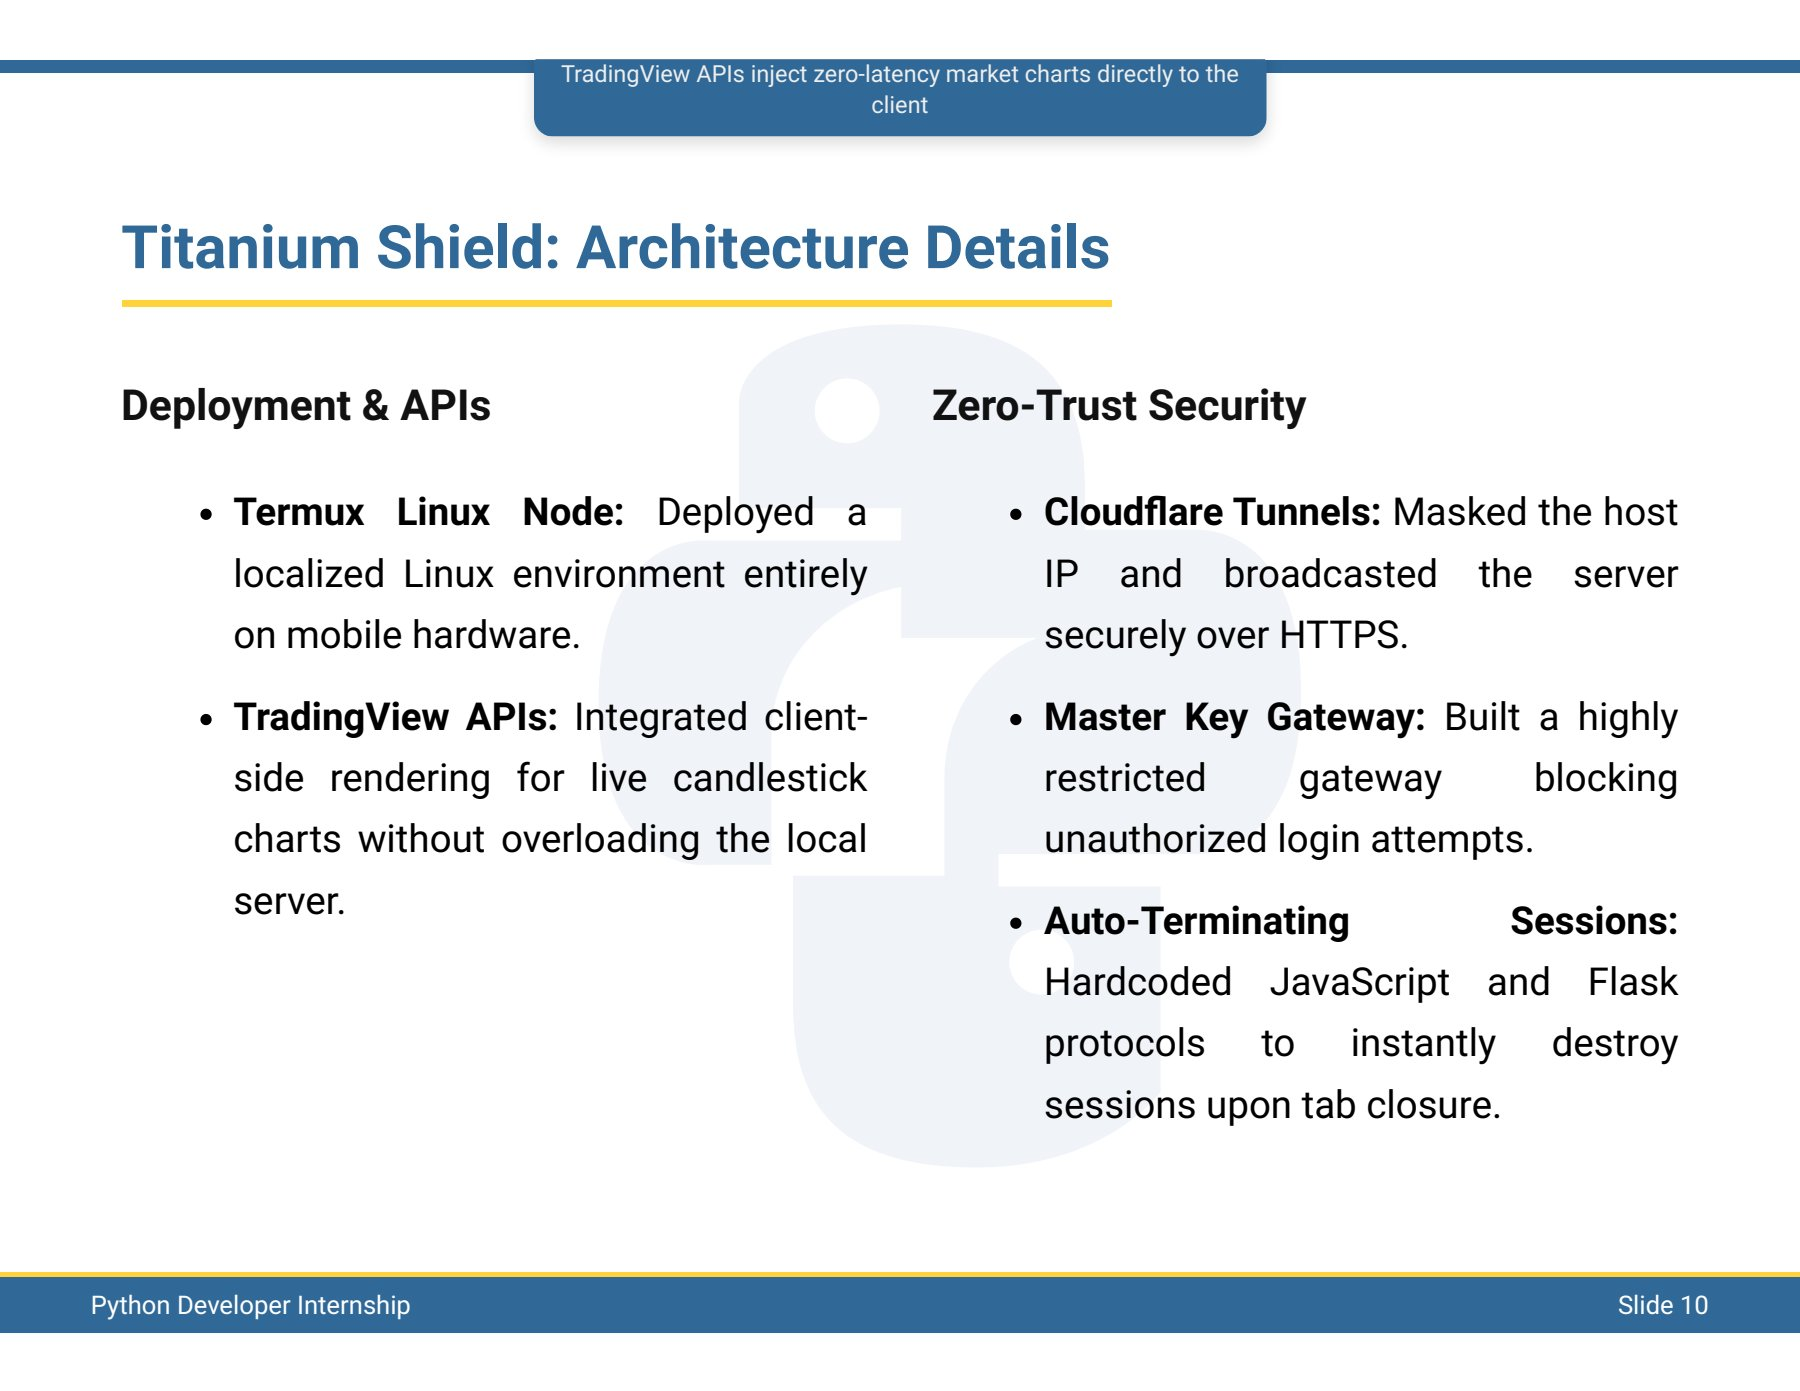 TradingView APIs inject zero-latency market charts directly to the
client
Titanium Shield: Architecture Details
Deployment & APIs
• Termux Linux Node: Deployed a
localized Linux environment entirely
on mobile hardware.
• TradingView APIs: Integrated client-
side rendering for live candlestick
charts without overloading the local
server.
Zero-Trust Security
• Cloudflare Tunnels: Masked the host
IP and broadcasted the server
securely over HTTPS.
• Master Key Gateway: Built a highly
restricted gateway blocking
unauthorized login attempts.
• Auto-Terminating Sessions:
Hardcoded JavaScript and Flask
protocols to instantly destroy
sessions upon tab closure.
Python Developer Internship
Slide 10